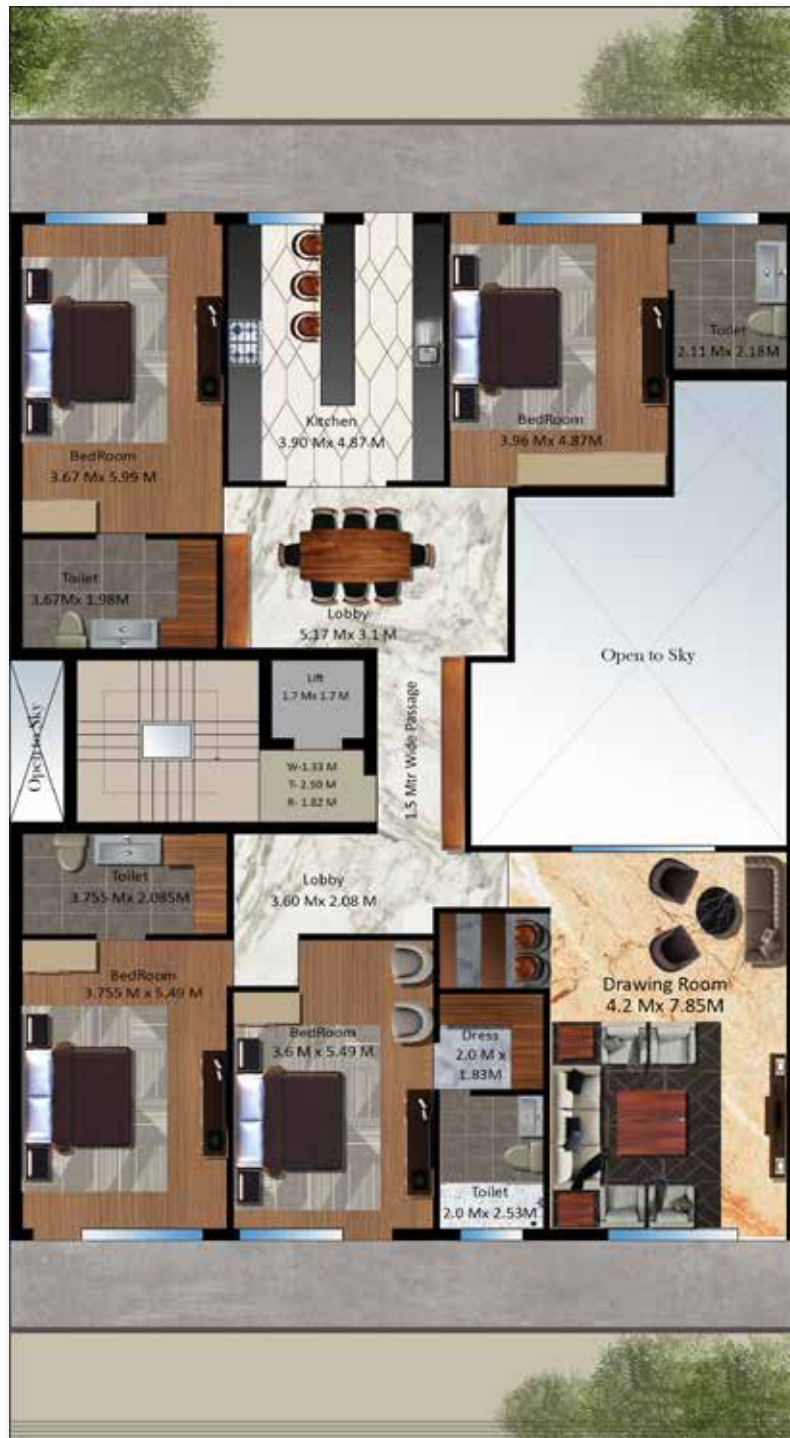 Toilet
2.11 Mx 2.18M
Kitchen
3.90 Mx 4.87 M
BedRoom
3.96 M x 4.87M
BedRoom
3.67 M x 5.99 M
Toilet
3.67Mx 1.98M
Lobby
5.17 Mx 3.1 M
Open to Sky
Open to Sky
Lift
1.7 Mx 1.7 M
1.5 Mtr Wide Passage
W-1.33 M
T- 2.50 M
R- 1.82 M
Toilet
3.755 Mx 2.085M
Lobby
3.60 Mx 2.08 M
BedRoom
3.755 M x 5.49 M
Drawing Room
4.2 Mx 7.85M
BedRoom
3.6 M x 5.49 M
Dress
2.0 M x
1.83M
Toilet
2.0 Mx 2.53M